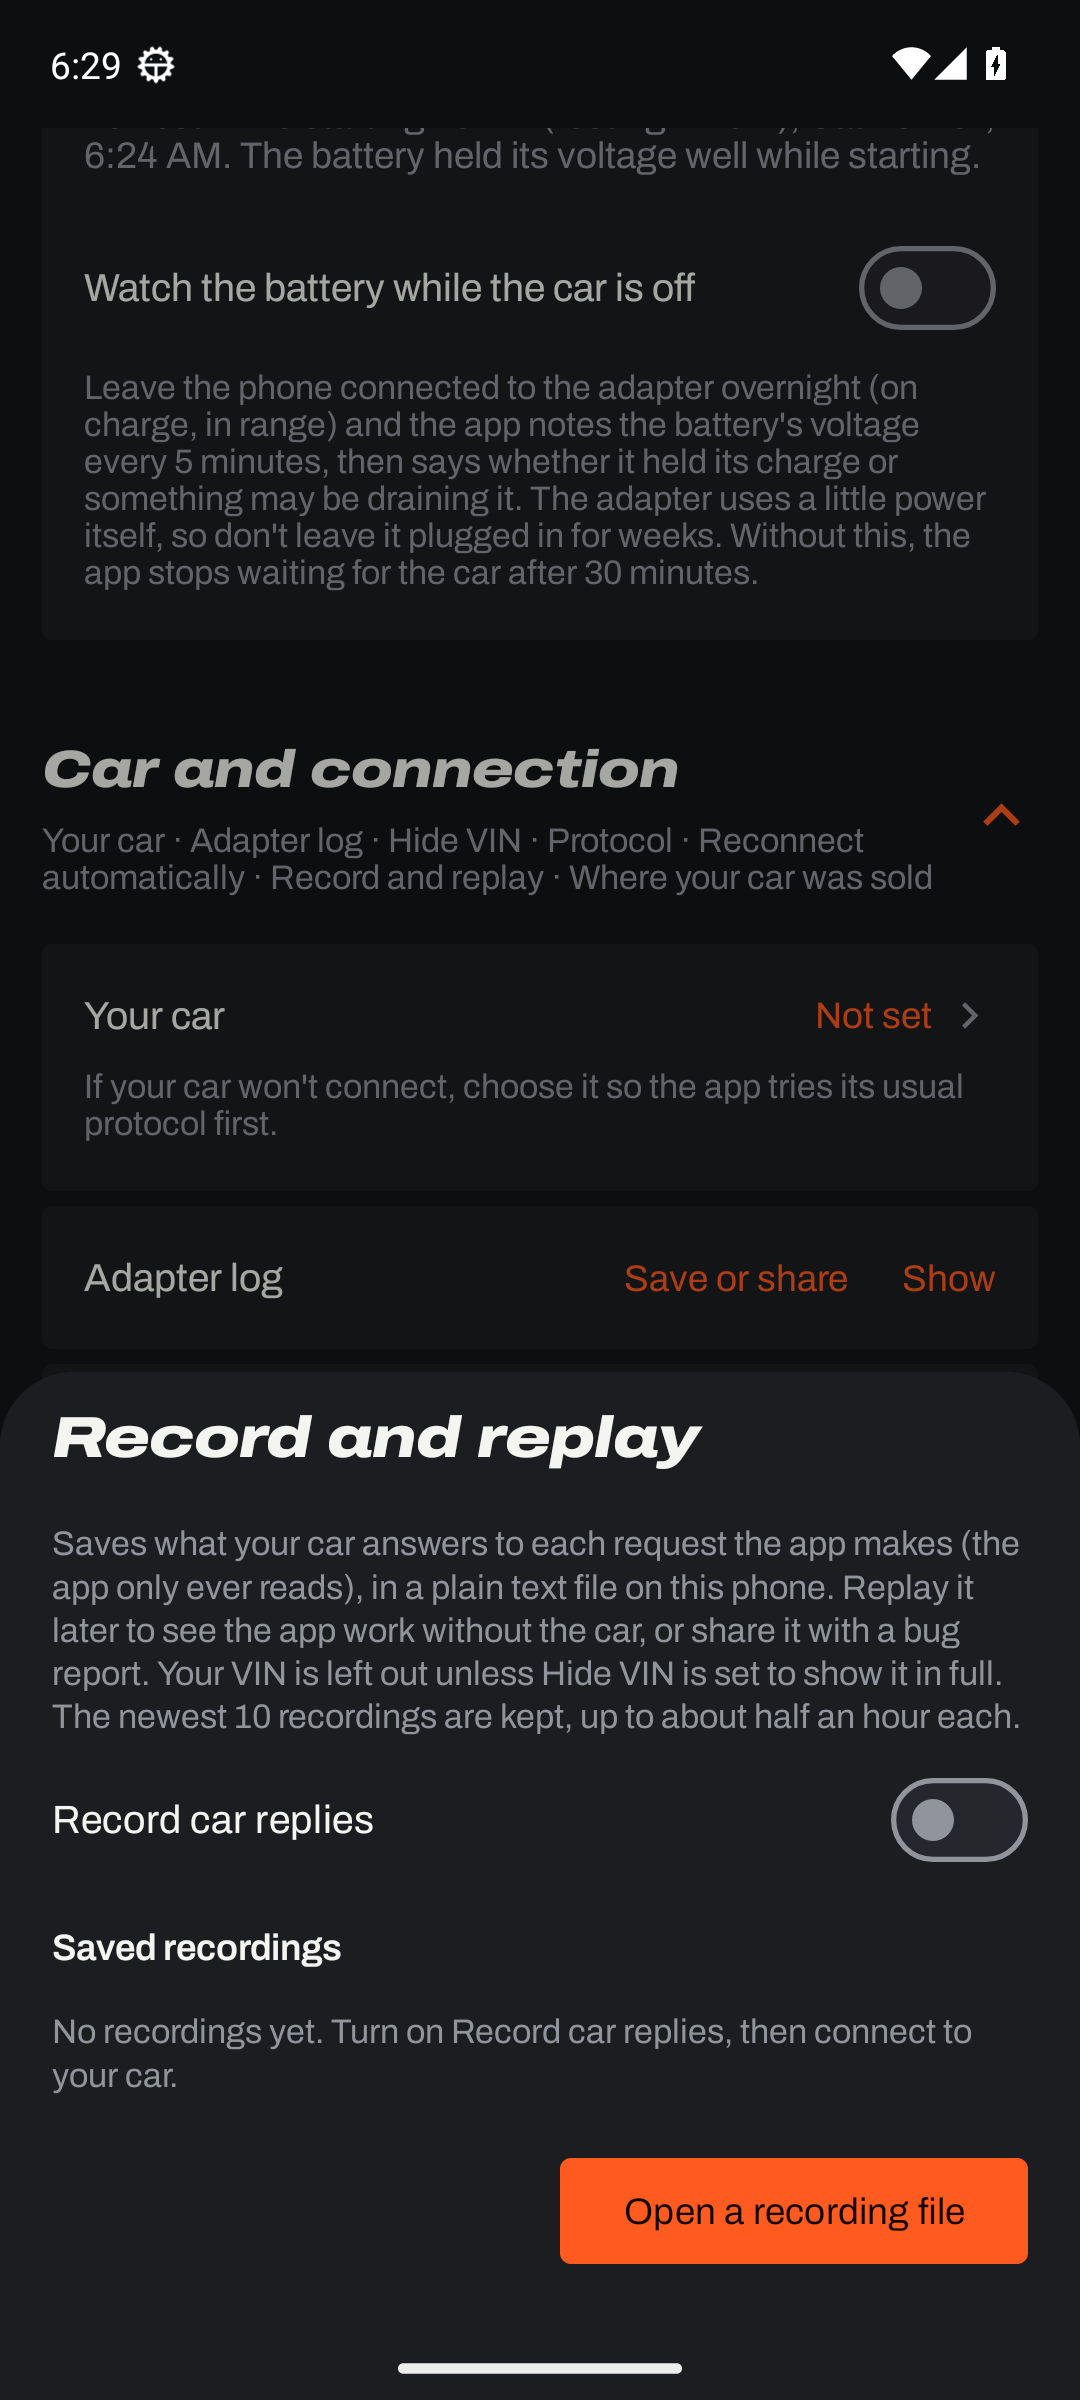 6:29
6:24 AM. The battery held its voltage well while starting.
Watch the battery while the car is off
Leave the phone connected to the adapter overnight (on
charge, in range) and the app notes the battery's voltage
every 5 minutes, then says whether it held its charge or
something may be draining it. The adapter uses a little power
itself, so don't leave it plugged in for weeks. Without this, the
app stops waiting for the car after 30 minutes.
Car and connection
Your car · Adapter log · Hide VIN · Protocol · Reconnect
automatically · Record and replay · Where your car was sold
Your car
Not set
If your car won't connect, choose it so the app tries its usual
protocol first.
Adapter log
Save or share
Show
Record and replay
Saves what your car answers to each request the app makes (the
app only ever reads), in a plain text file on this phone. Replay it
later to see the app work without the car, or share it with a bug
report. Your VIN is left out unless Hide VIN is set to show it in full.
The newest 10 recordings are kept, up to about half an hour each.
Record car replies
Saved recordings
No recordings yet. Turn on Record car replies, then connect to
your car.
Open a recording file